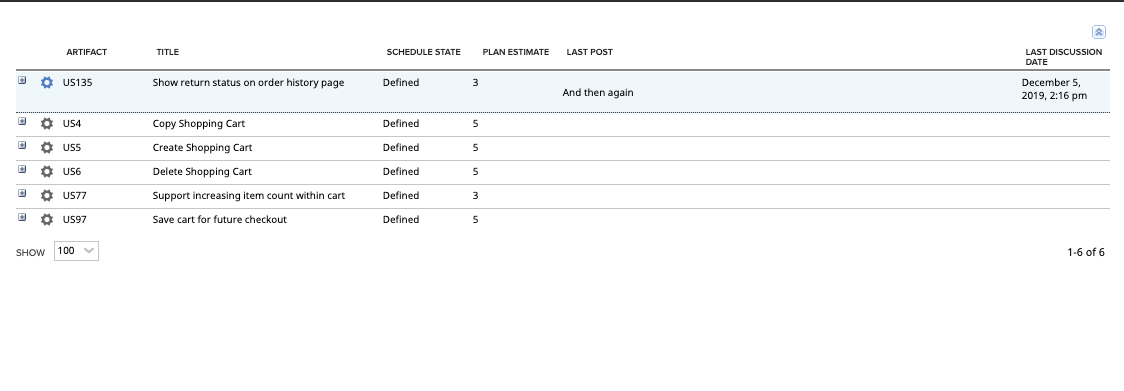 ARTIFACT TITLE SCHEDULE STATE PLAN ESTIMATE LAST POST LAST DISCUSSION DATE
US135 Show return status on order history page Defined 3 And then again December 5, 2019, 2:16 pm
US4 Copy Shopping Cart Defined 5
US5 Create Shopping Cart Defined 5
US6 Delete Shopping Cart Defined 5
US77 Support increasing item count within cart Defined 3
US97 Save cart for future checkout Defined 5
SHOW 100 1-6 of 6